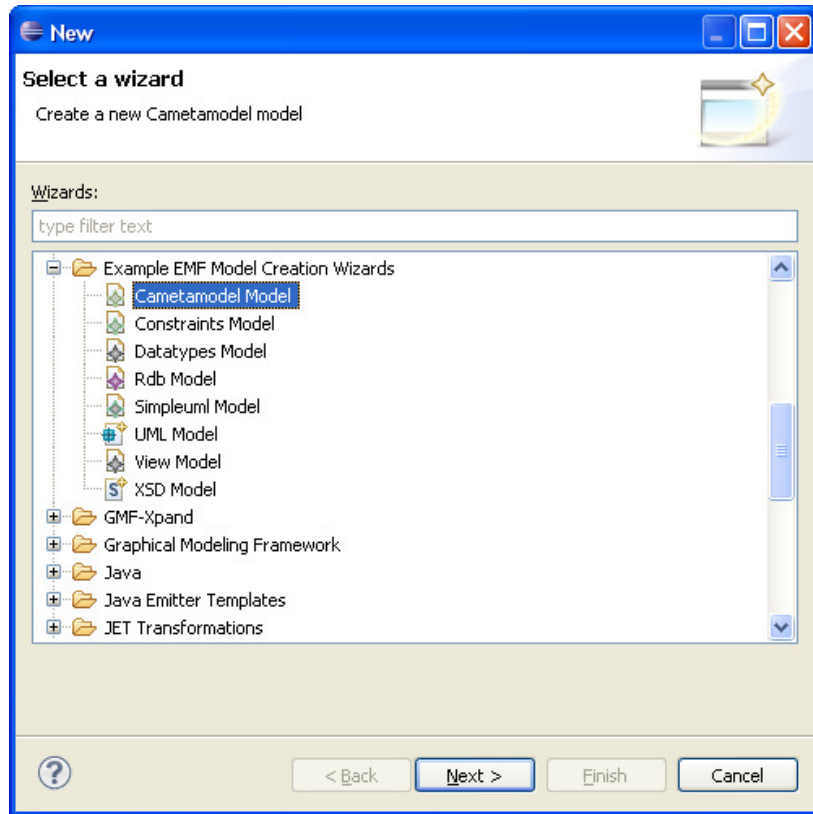 New
Select a wizard
Create a new Cametamodel model
Wizards:
type filter text
Example EMF Model Creation Wizards
Cametamodel Model
Constraints Model
Datatypes Model
Rdb Model
Simpleuml Model
UML Model
View Model
XSD Model
GMF-Xpand
Graphical Modeling Framework
Java
Java Emitter Templates
JET Transformations
? < Back Next > Finish Cancel